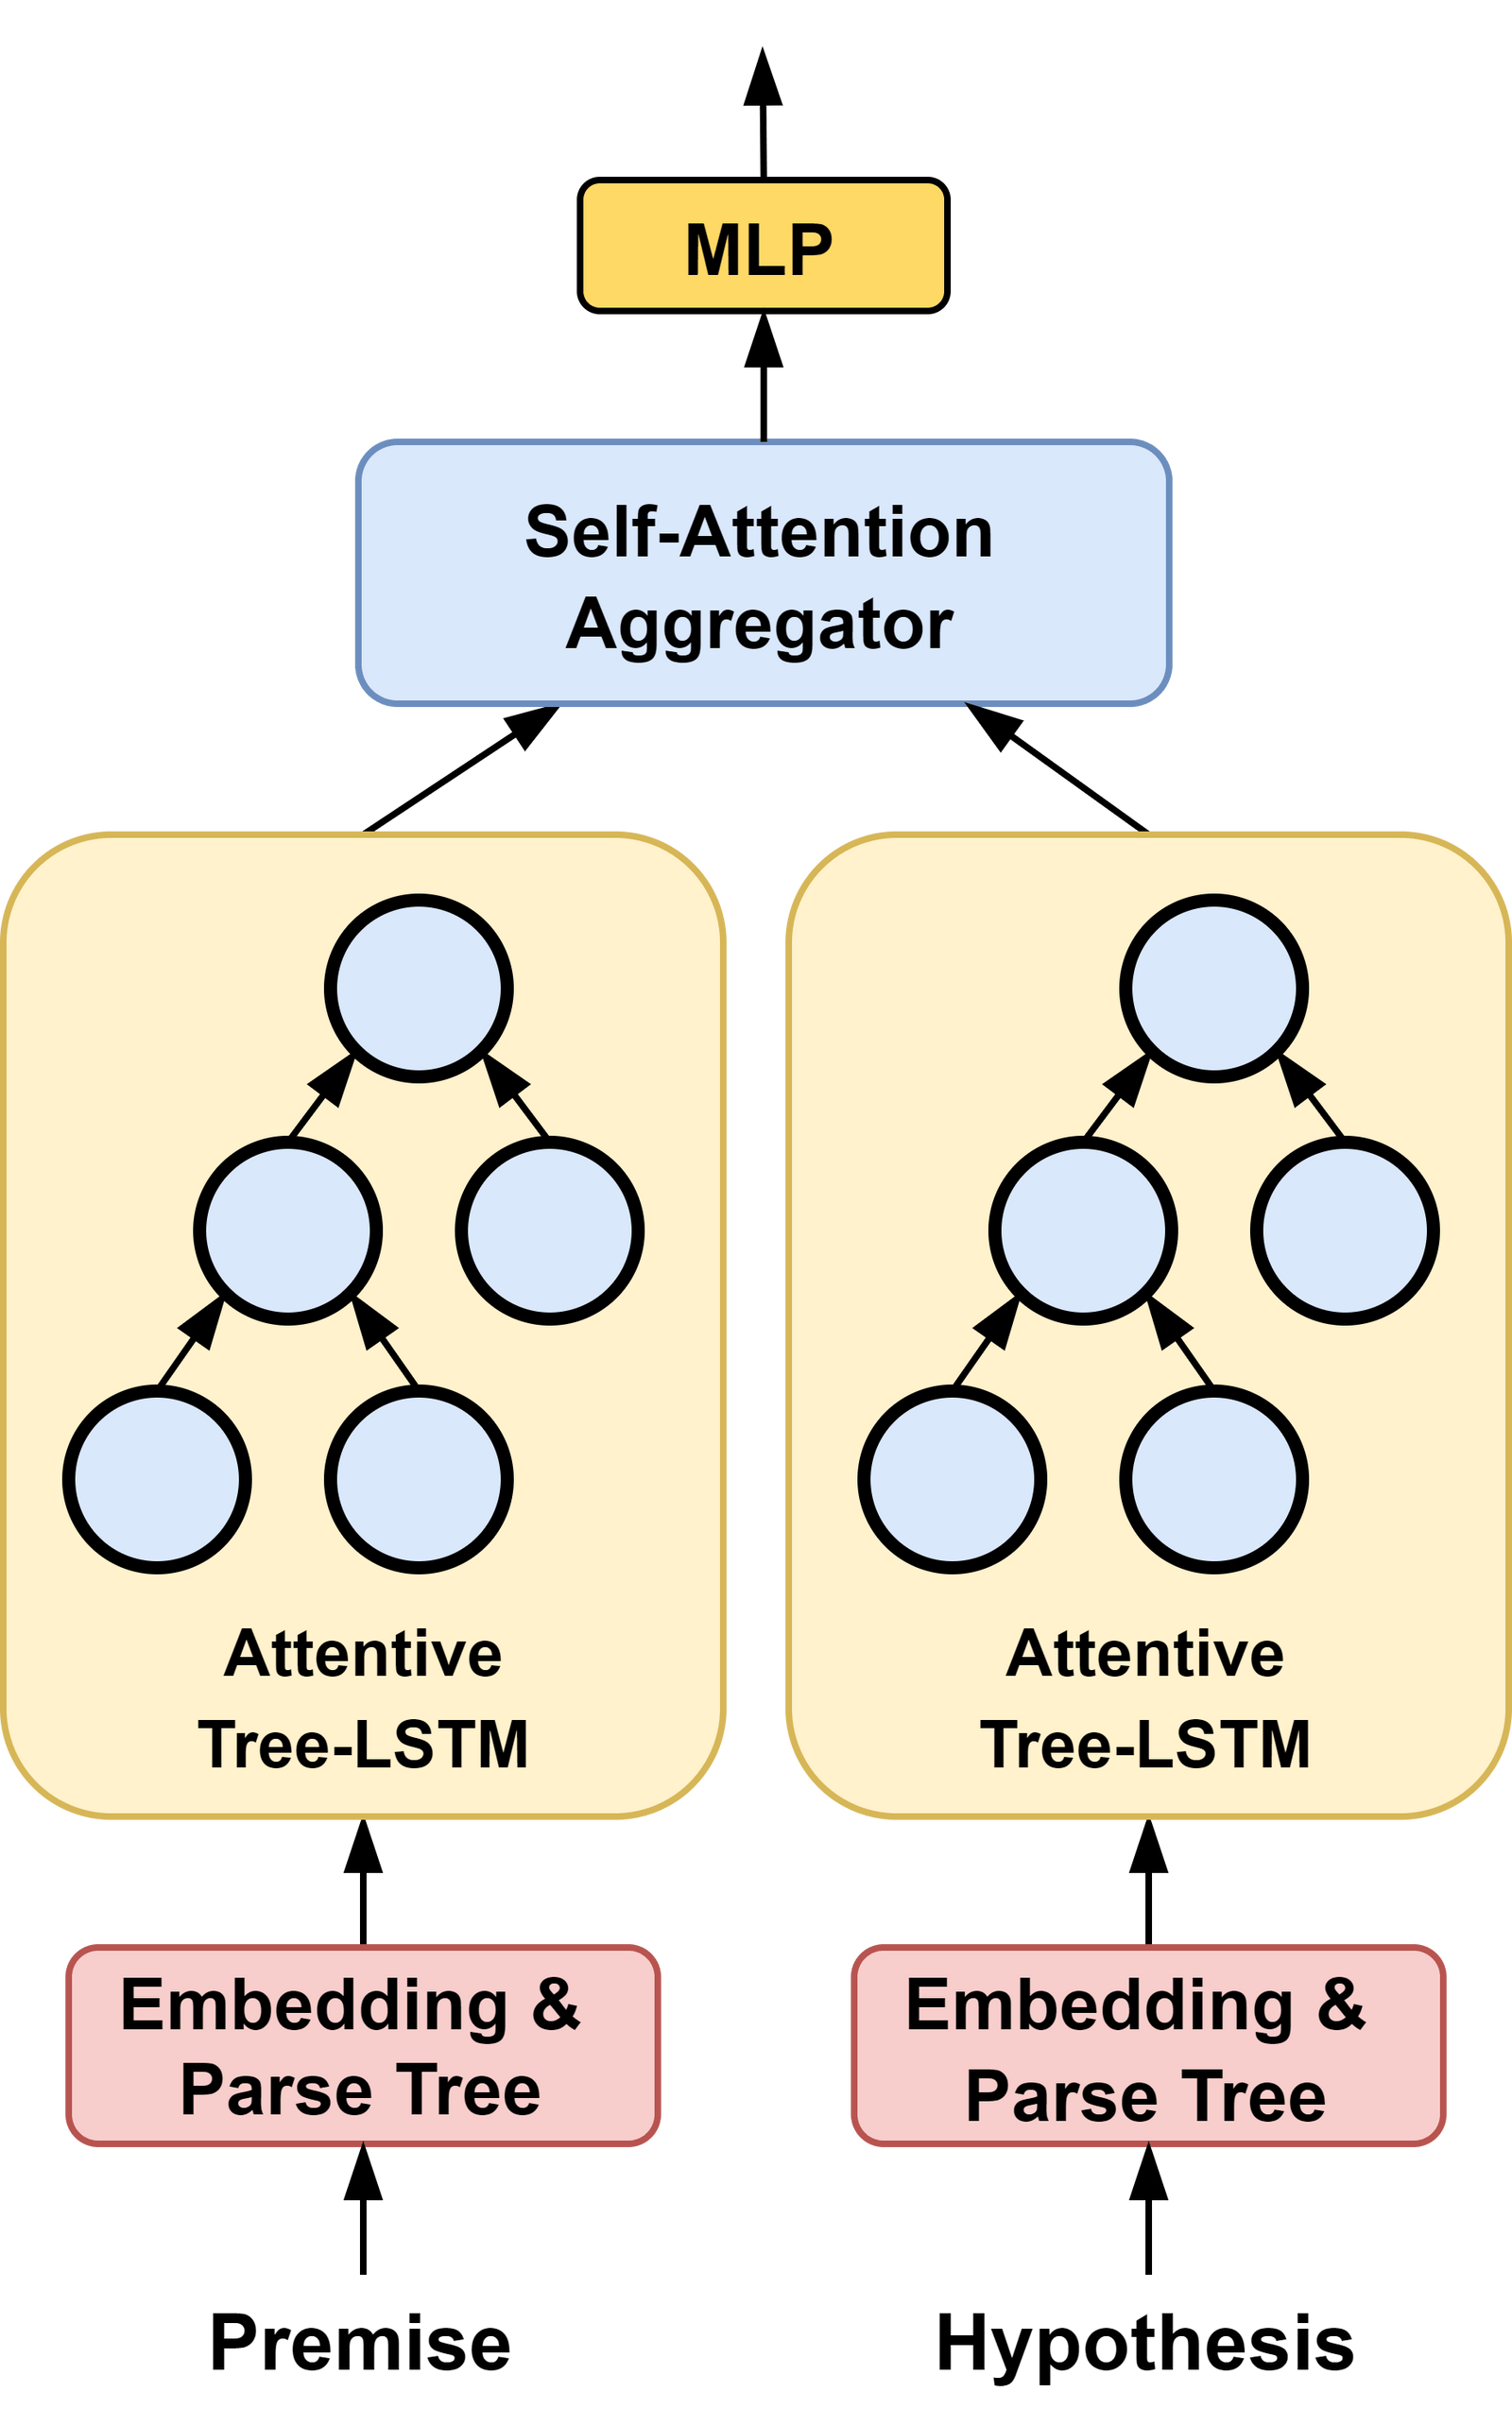 MLP
Self-Attention
Aggregator
Attentive
Tree-LSTM
Attentive
Tree-LSTM
Embedding &
Parse Tree
Embedding &
Parse Tree
Premise
Hypothesis